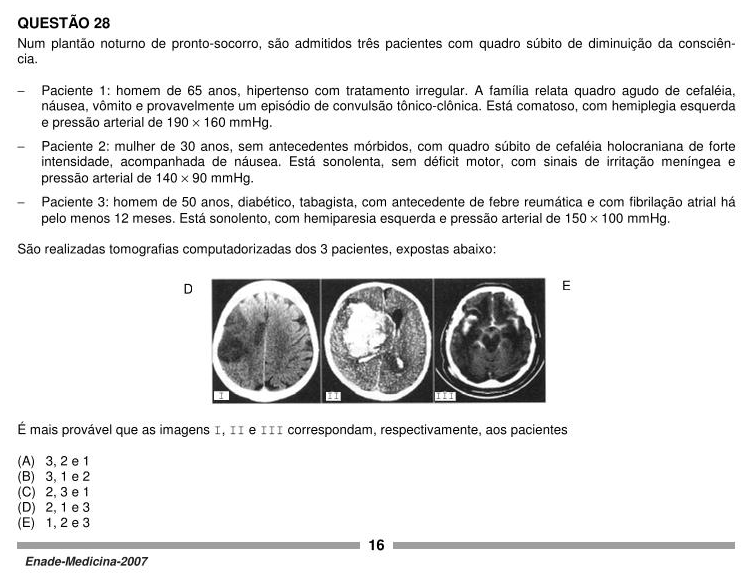 QUESTÃO 28
Num plantão noturno de pronto-socorro, são admitidos três pacientes com quadro súbito de diminuição da consciên-
cia.
− Paciente 1: homem de 65 anos, hipertenso com tratamento irregular. A família relata quadro agudo de cefaléia,
náusea, vômito e provavelmente um episódio de convulsão tônico-clônica. Está comatoso, com hemiplegia esquerda
e pressão arterial de 190 × 160 mmHg.
− Paciente 2: mulher de 30 anos, sem antecedentes mórbidos, com quadro súbito de cefaléia holocraniana de forte
intensidade, acompanhada de náusea. Está sonolenta, sem déficit motor, com sinais de irritação meníngea e
pressão arterial de 140 × 90 mmHg.
− Paciente 3: homem de 50 anos, diabético, tabagista, com antecedente de febre reumática e com fibrilação atrial há
pelo menos 12 meses. Está sonolento, com hemiparesia esquerda e pressão arterial de 150 × 100 mmHg.
São realizadas tomografias computadorizadas dos 3 pacientes, expostas abaixo:
D E
I II III
É mais provável que as imagens I, II e III correspondam, respectivamente, aos pacientes
(A) 3, 2 e 1
(B) 3, 1 e 2
(C) 2, 3 e 1
(D) 2, 1 e 3
(E) 1, 2 e 3
16
Enade-Medicina-2007